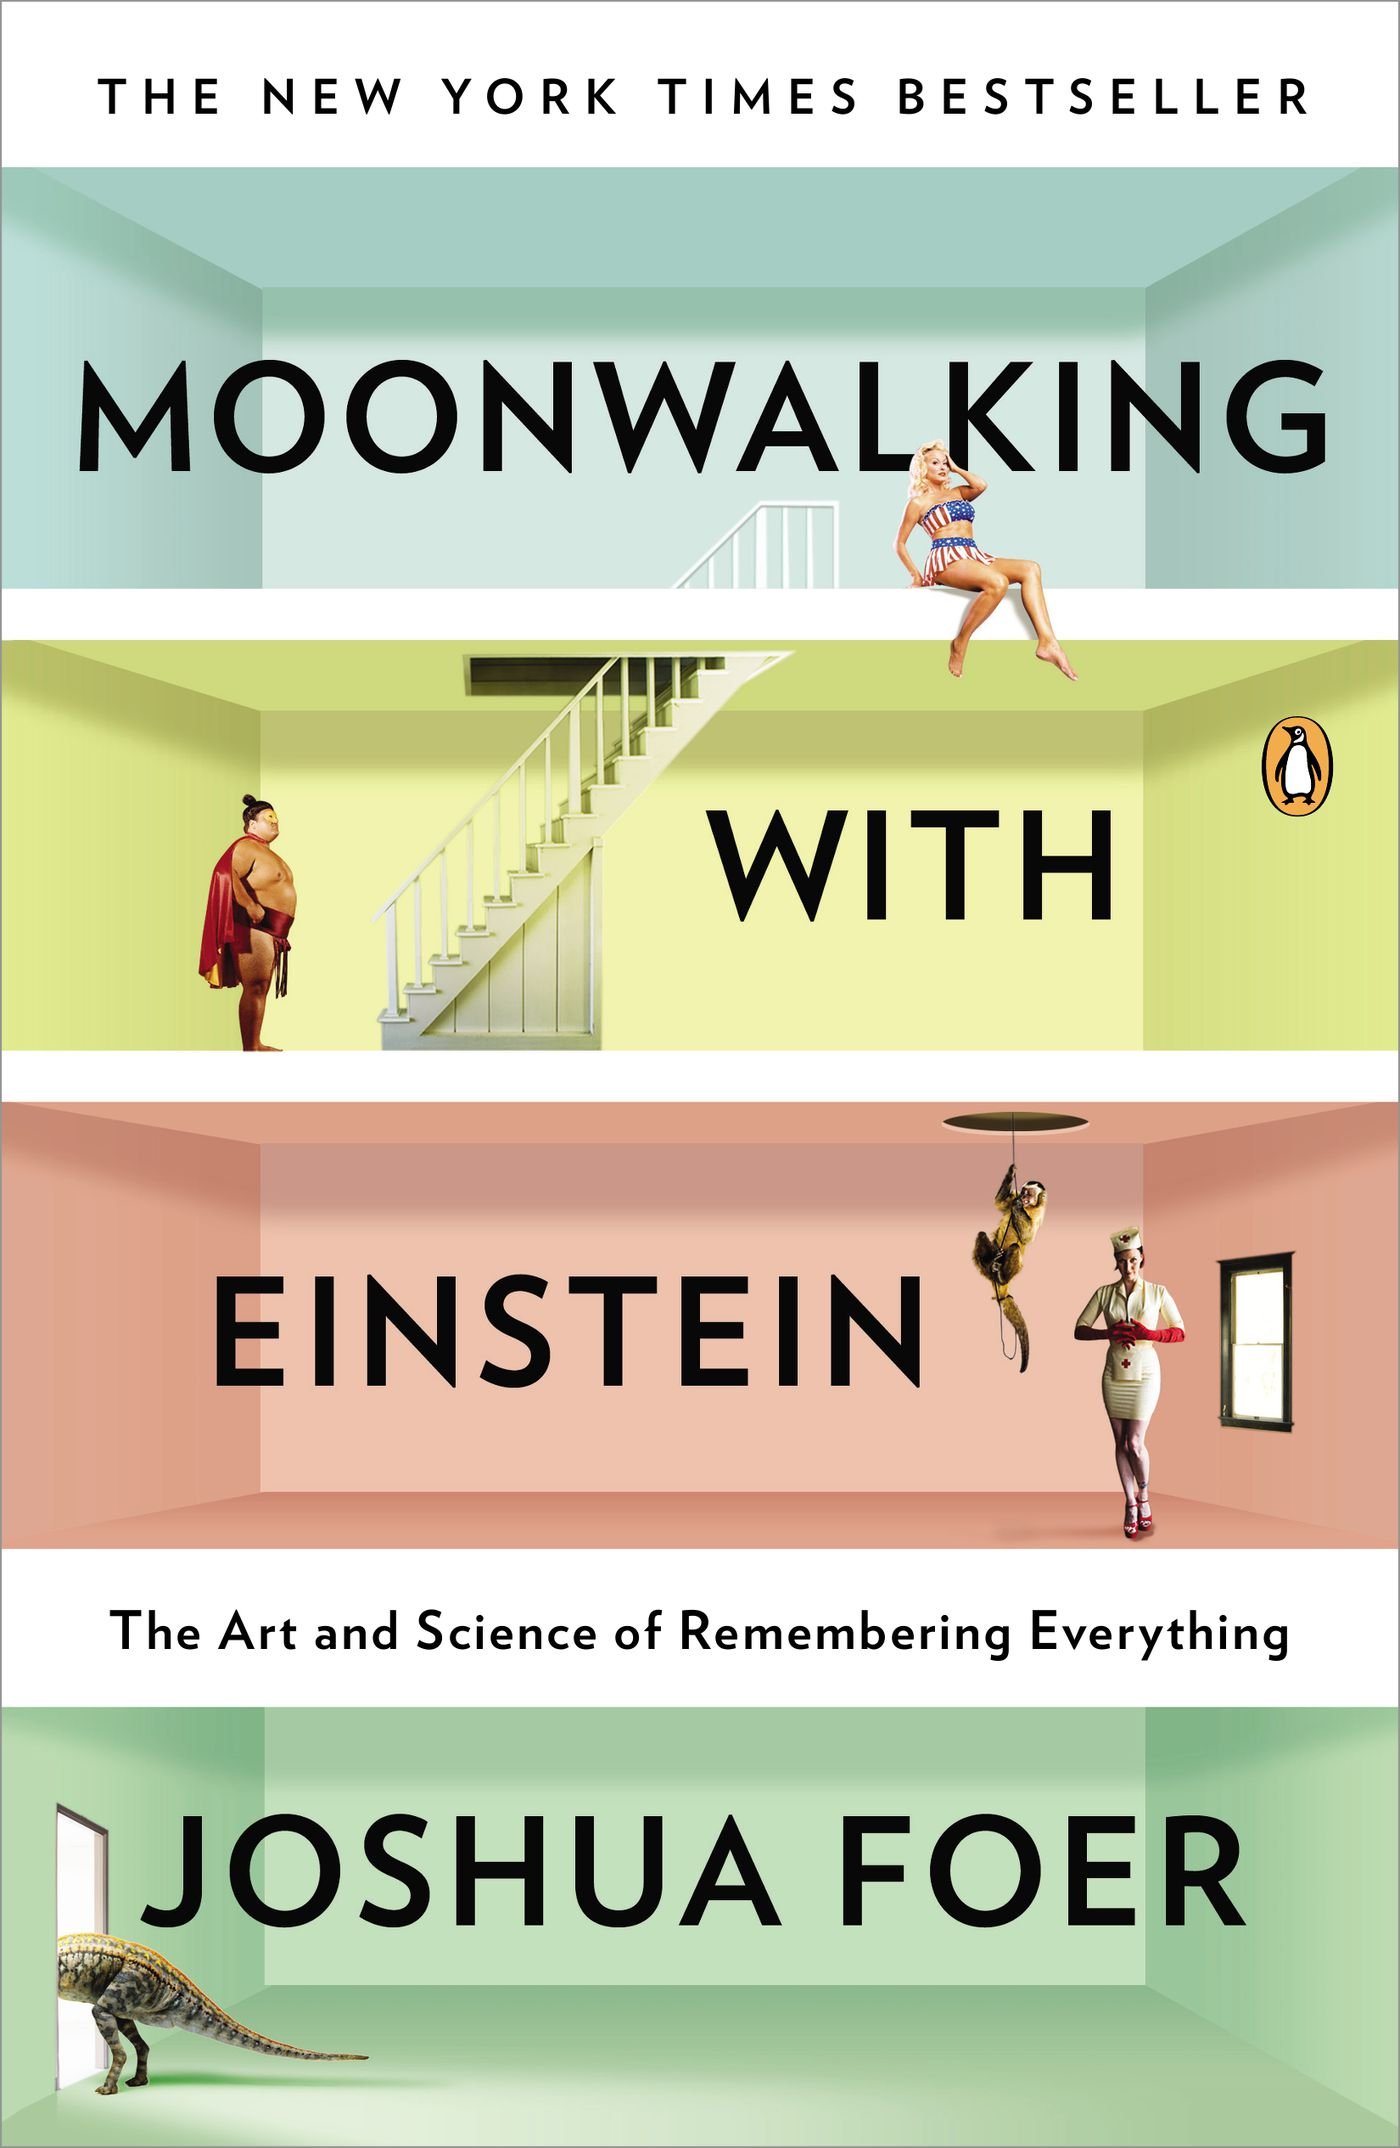 THE NEW YORK TIMES BESTSELLER
MOONWALKING
WITH
EINSTEIN
The Art and Science of Remembering Everything
JOSHUA FOER